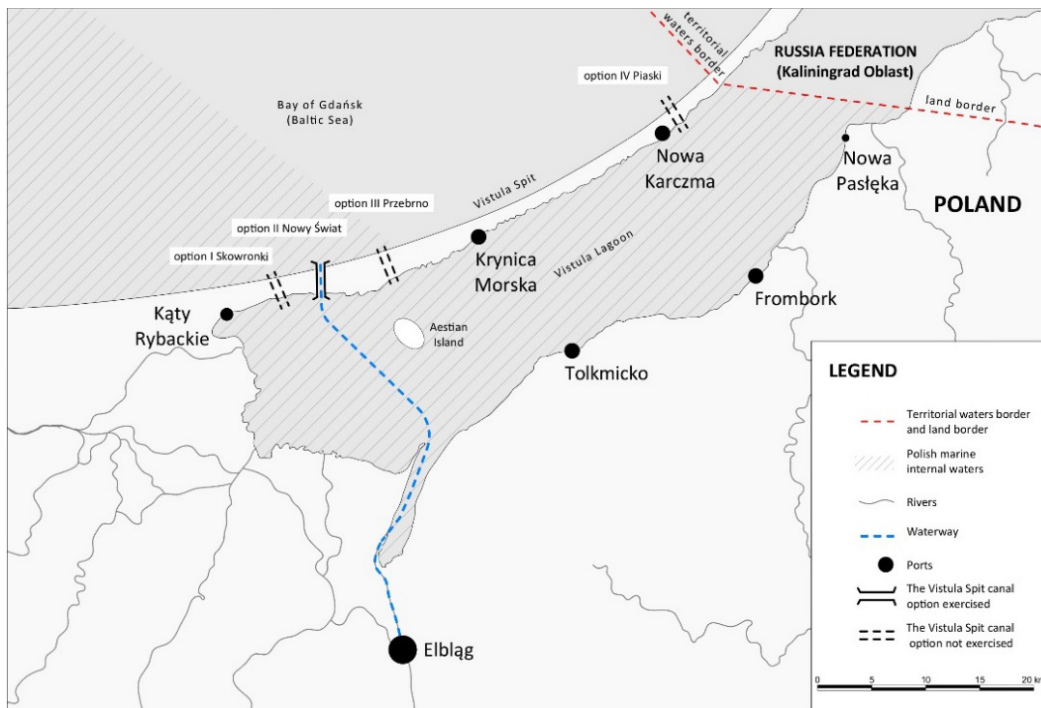 territorial
waters border
RUSSIA FEDERATION
(Kaliningrad Oblast)
option IV Piaski
land border
Bay of Gdańsk
(Baltic Sea)
Nowa
Karczma
Nowa
Pasłęka
Vistula Spit
POLAND
option III Przebrno
option II Nowy Świat
option I Skowronki
Krynica
Morska
Vistula Lagoon
Frombork
Kąty
Rybackie
Aestian
Island
Tolkmicko
Elbląg
LEGEND
Territorial waters border
and land border
Polish marine
internal waters
Rivers
Waterway
Ports
The Vistula Spit canal
option exercised
The Vistula Spit canal
option not exercised
0 5 10 15 20 km